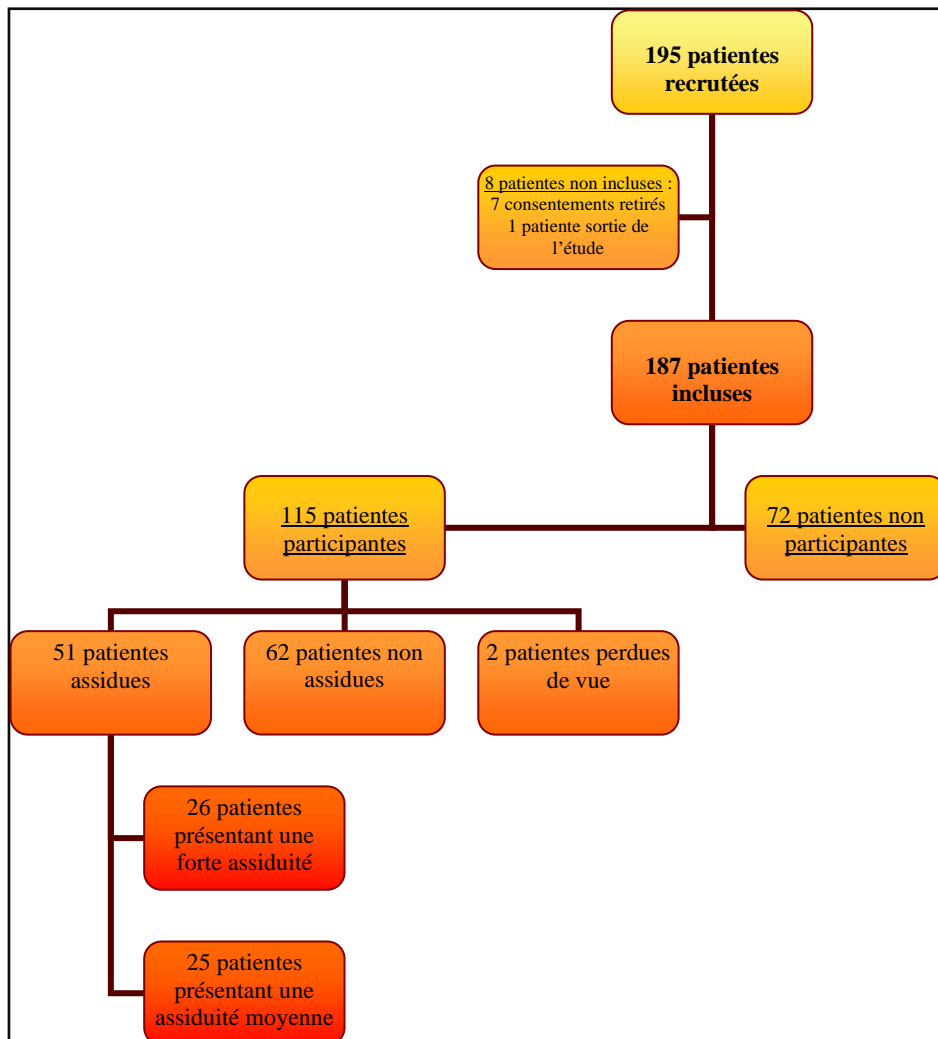 195 patientes
recrutées
8 patientes non incluses :
7 consentements retirés
1 patiente sortie de
l’étude
187 patientes
incluses
115 patientes
participantes
72 patientes non
participantes
51 patientes
assidues
62 patientes non
assidues
2 patientes perdues
de vue
26 patientes
présentant une
forte assiduité
25 patientes
présentant une
assiduité moyenne